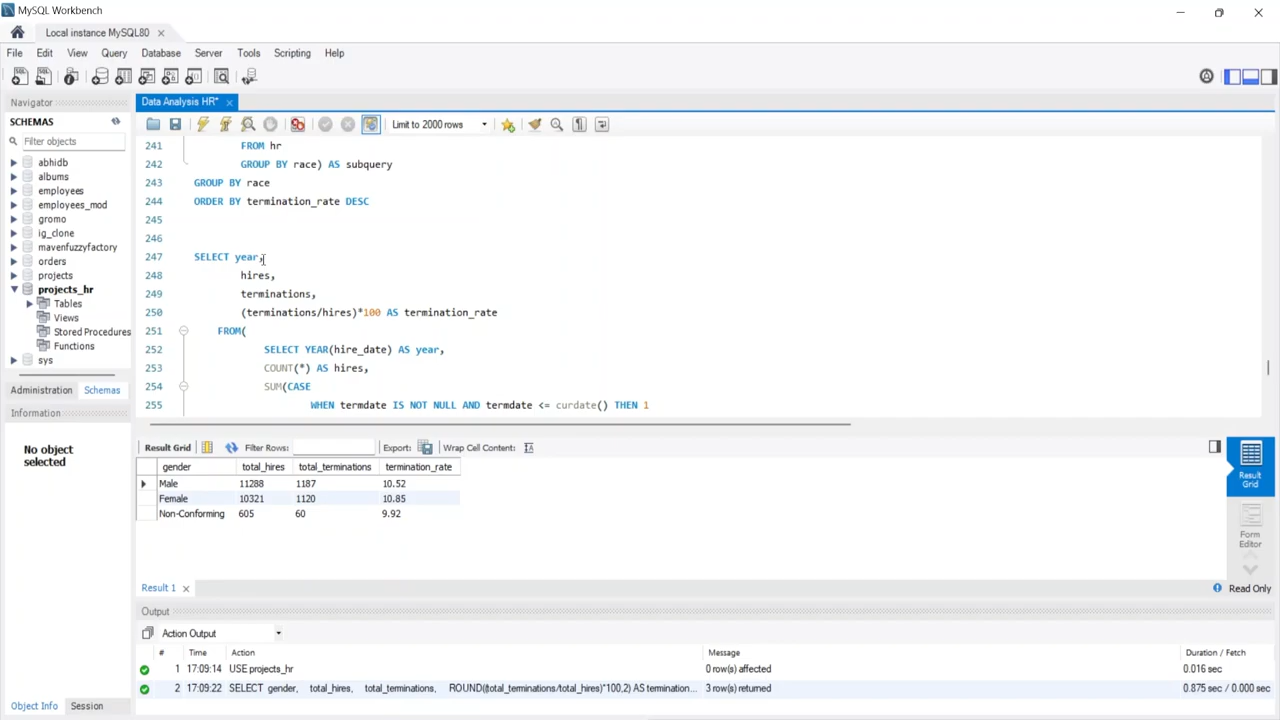 MySQL Workbench
Local instance MySQL80
File Edit View Query Database Server Tools Scripting Help
Navigator
Data Analysis HR*
SCHEMAS
Limit to 2000 rows
Filter objects
abhidb
albums
employees
employees_mod
gromo
ig_clone
mavenfuzzyfactory
orders
projects
projects_hr
Tables
Views
Stored Procedures
Functions
sys
Administration Schemas
Information
No object
selected
Object Info Session
241 FROM hr
242 GROUP BY race) AS subquery
243 GROUP BY race
244 ORDER BY termination_rate DESC
245
246
247 SELECT year,
248 hires,
249 terminations,
250 (terminations/hires)*100 AS termination_rate
251 FROM(
252 SELECT YEAR(hire_date) AS year,
253 COUNT(*) AS hires,
254 SUM(CASE
255 WHEN termdate IS NOT NULL AND termdate <= curdate() THEN 1
Result Grid Filter Rows: Export: Wrap Cell Content:
gender total_hires total_terminations termination_rate
Male 11288 1187 10.52
Female 10321 1120 10.85
Non-Conforming 605 60 9.92
Result
Grid
Form
Editor
Result 1
Read Only
Output
Action Output
# Time Action Message Duration / Fetch
1 17:09:14 USE projects_hr 0 row(s) affected 0.016 sec
2 17:09:22 SELECT gender, total_hires, total_terminations, ROUND((total_terminations/total_hires)*100,2) AS termination... 3 row(s) returned 0.875 sec / 0.000 sec